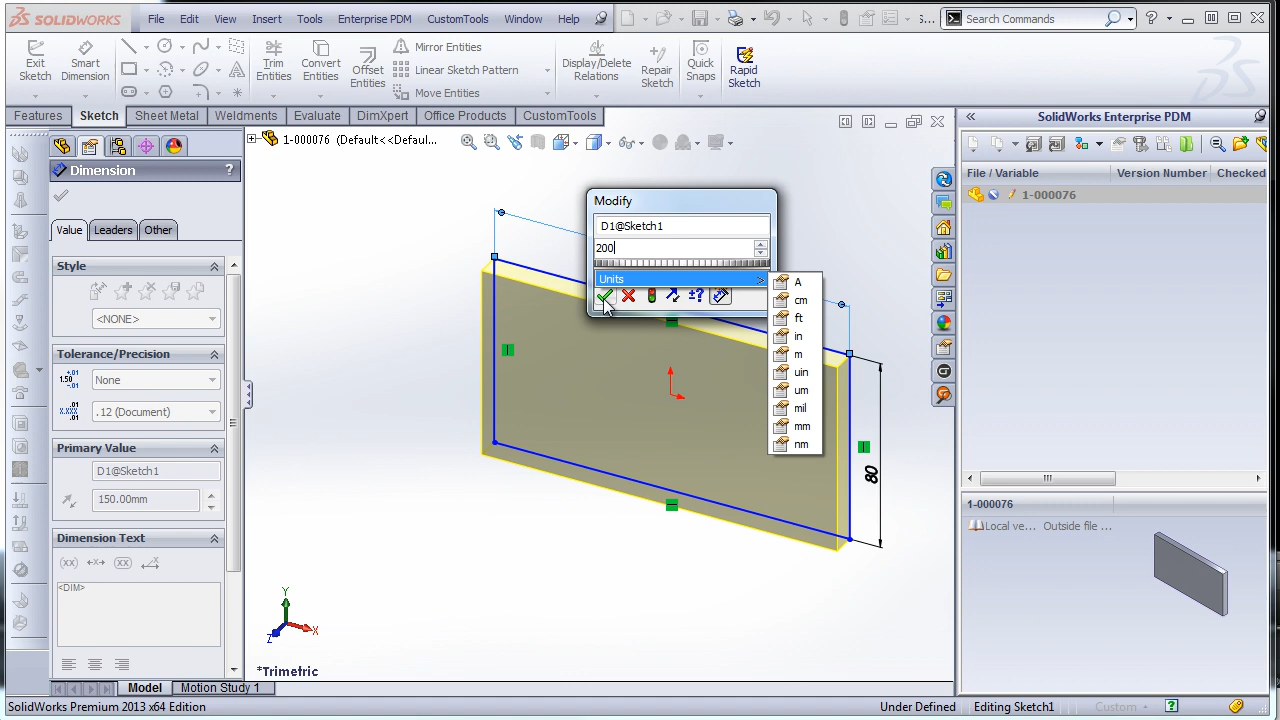 SOLIDWORKS File Edit View Insert Tools Enterprise PDM CustomTools Window Help S... Search Commands
Exit Sketch
Smart Dimension
Trim Entities
Convert Entities
Offset Entities
Mirror Entities
Linear Sketch Pattern
Move Entities
Display/Delete Relations
Repair Sketch
Quick Snaps
Rapid Sketch
Features Sketch Sheet Metal Weldments Evaluate DimXpert Office Products CustomTools
SolidWorks Enterprise PDM
1-000076 (Default<<Defaul...
Dimension ?
Value Leaders Other
Style
<NONE>
Tolerance/Precision
1.50 +.01 -.01
None
.12 (Document)
Primary Value
D1@Sketch1
150.00mm
Dimension Text
(xx) (xx)
<DIM>
Modify
D1@Sketch1
200
Units >
±?
A
cm
ft
in
m
uin
um
mil
mm
nm
80
Y
X
Z
*Trimetric
File / Variable Version Number Checked
1-000076
1-000076
Local ve... Outside file ...
Model Motion Study 1
SolidWorks Premium 2013 x64 Edition Under Defined Editing Sketch1 Custom ?